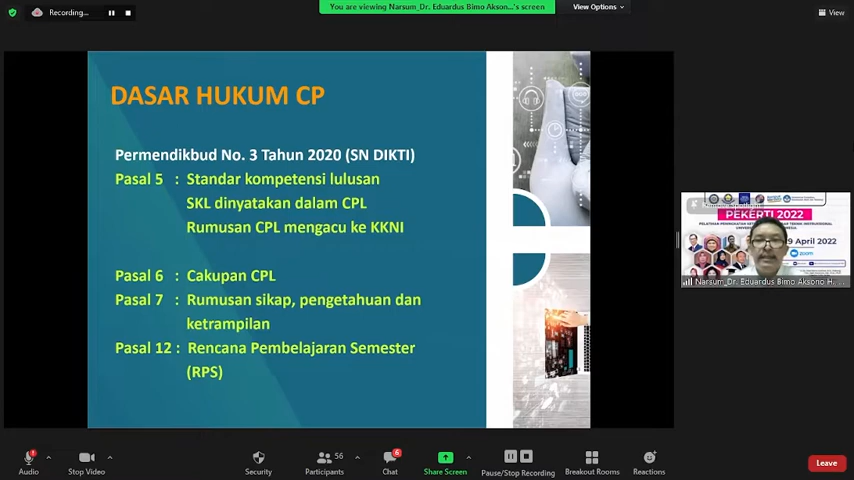 Recording...
You are viewing Narsum_Dr. Eduardus Bimo Akson...'s screen
View Options
View
DASAR HUKUM CP
Permendikbud No. 3 Tahun 2020 (SN DIKTI)
Pasal 5 : Standar kompetensi lulusan
SKL dinyatakan dalam CPL
Rumusan CPL mengacu ke KKNI
Pasal 6 : Cakupan CPL
Pasal 7 : Rumusan sikap, pengetahuan dan
ketrampilan
Pasal 12 : Rencana Pembelajaran Semester
(RPS)
PEKERTI 2022
9 April 2022
zoom
Narsum_Dr. Eduardus Bimo Aksono H...
Audio
Stop Video
Security
56
Participants
6
Chat
Share Screen
Pause/Stop Recording
Breakout Rooms
Reactions
Leave